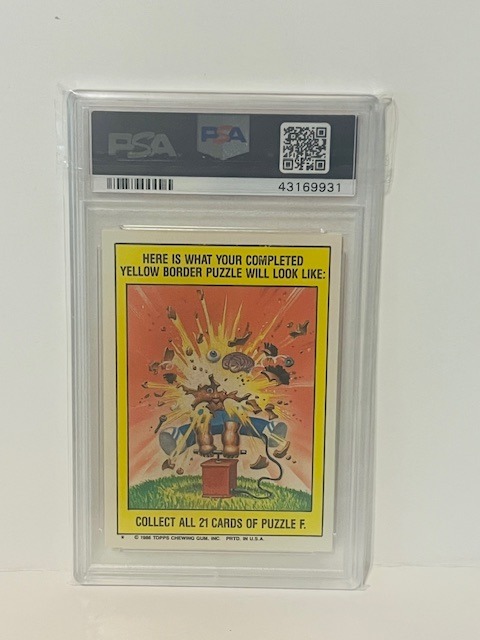 PSA
PSA
43169931
HERE IS WHAT YOUR COMPLETED
YELLOW BORDER PUZZLE WILL LOOK LIKE:
COLLECT ALL 21 CARDS OF PUZZLE F.
* © 1988 TOPPS CHEWING GUM, INC. PRTD. IN U.S.A.